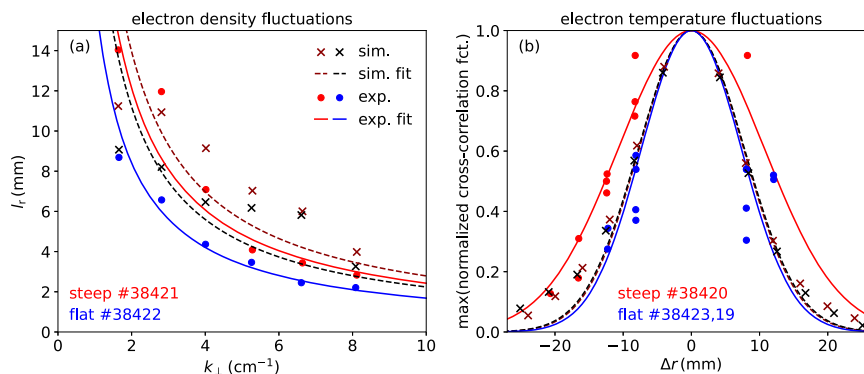 electron density fluctuations
(a)
sim.
sim. fit
exp.
exp. fit
steep #38421
flat #38422
14
12
10
8
6
4
2
0
0 2 4 6 8 10
l_r (mm)
k_⊥ (cm⁻¹)
electron temperature fluctuations
(b)
steep #38420
flat #38423,19
1.0
0.8
0.6
0.4
0.2
0.0
−20 −10 0 10 20
max(normalized cross-correlation fct.)
Δr (mm)